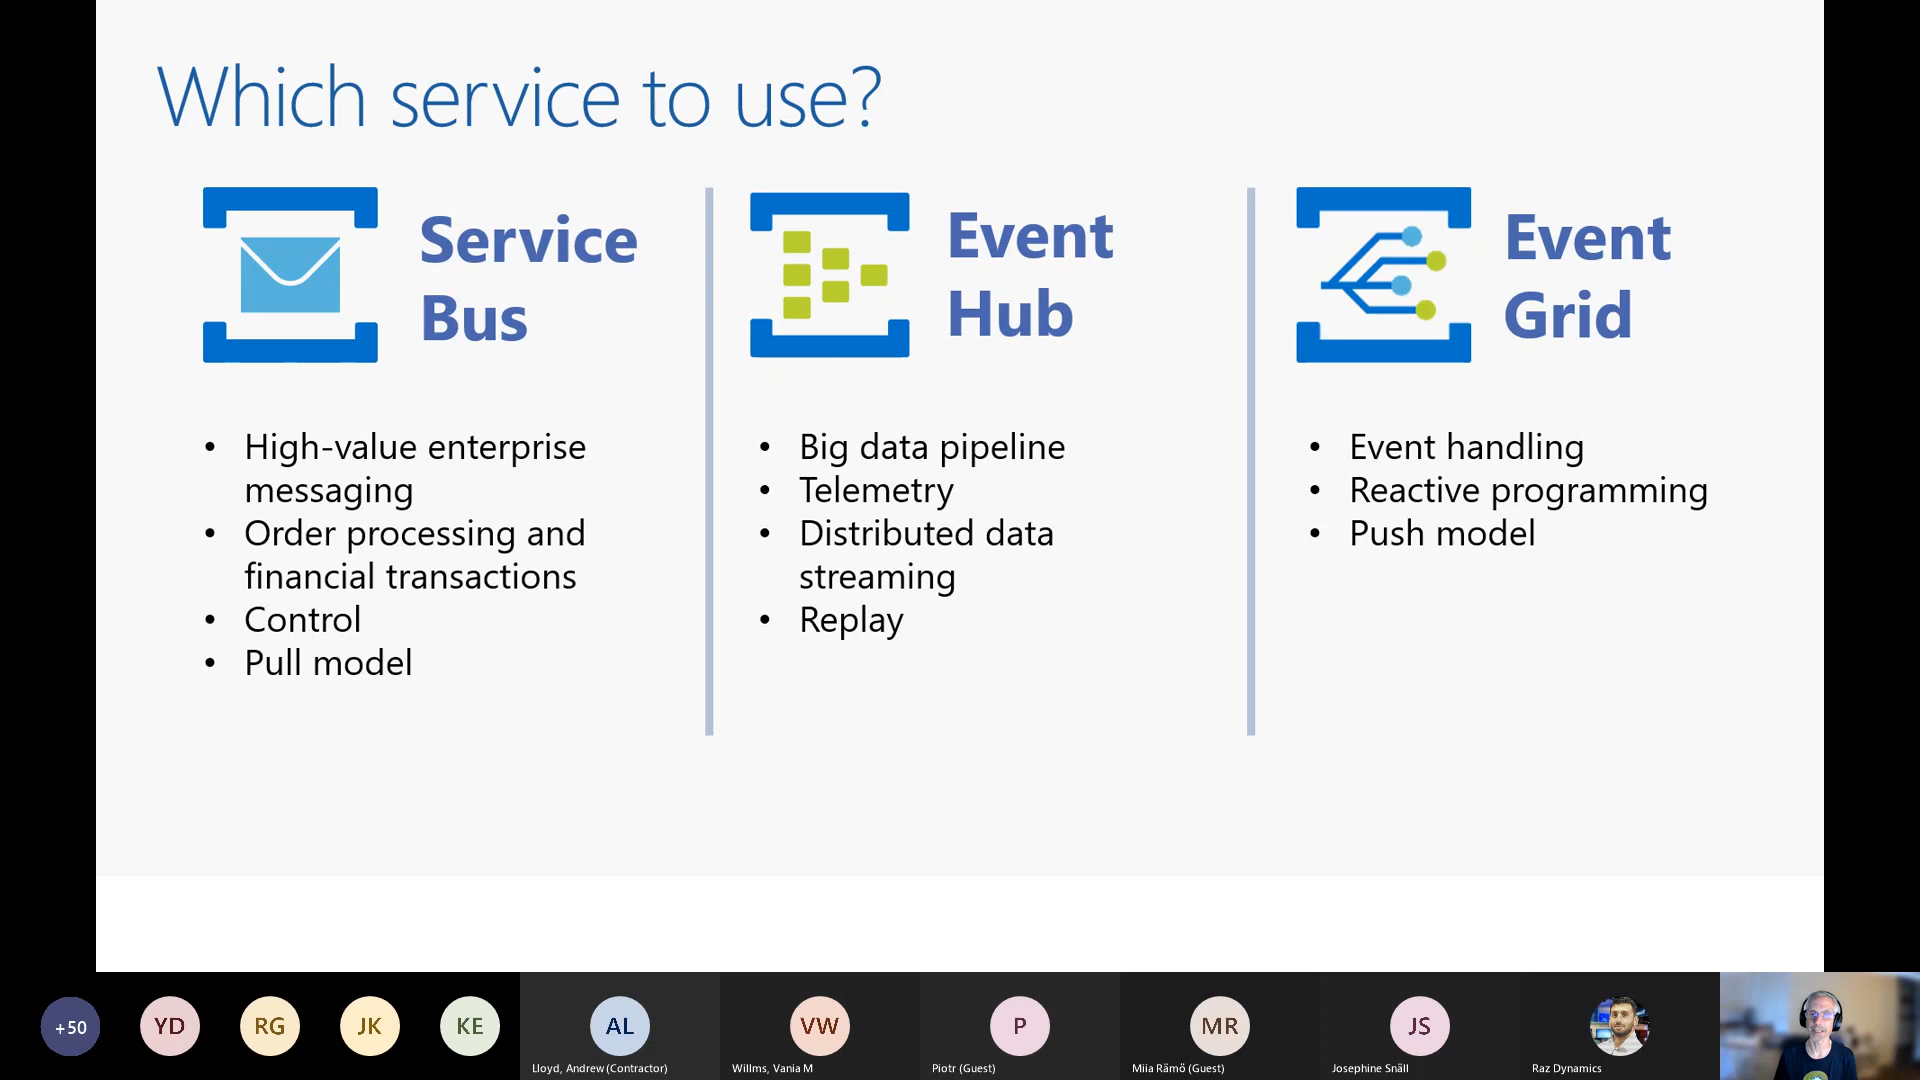 Which service to use?
Service
Bus
• High-value enterprise
messaging
• Order processing and
financial transactions
• Control
• Pull model
Event
Hub
• Big data pipeline
• Telemetry
• Distributed data
streaming
• Replay
Event
Grid
• Event handling
• Reactive programming
• Push model
+50
YD
RG
JK
KE
AL
Lloyd, Andrew (Contractor)
VW
Willms, Vania M
P
Piotr (Guest)
MR
Miia Rämö (Guest)
JS
Josephine Snäll
Raz Dynamics